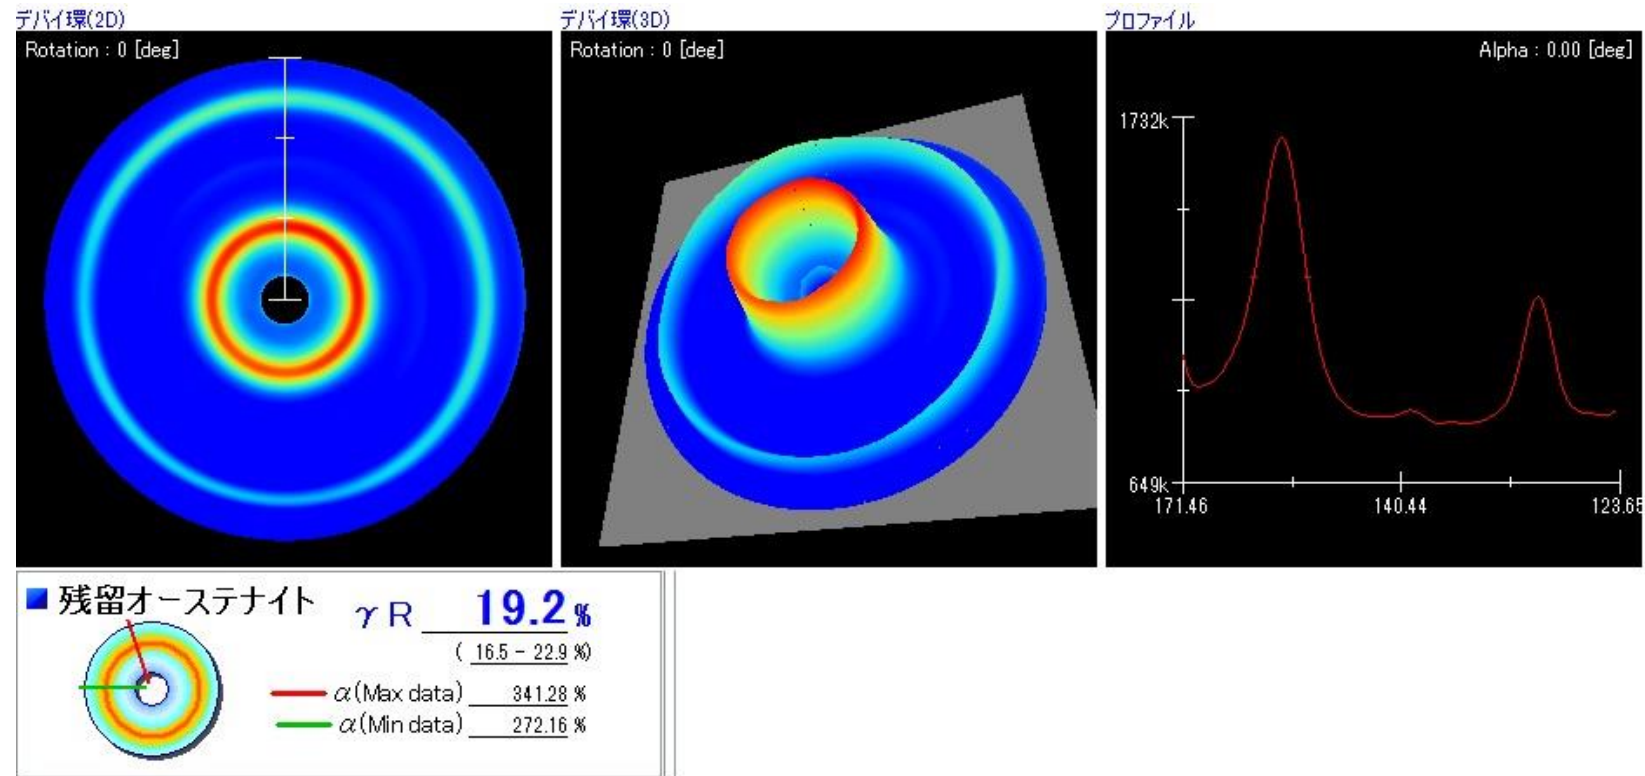 デバイ環(2D)
Rotation : 0 [deg]
デバイ環(3D)
Rotation : 0 [deg]
プロファイル
Alpha : 0.00 [deg]
1732k
649k
171.46
140.44
123.65
残留オーステナイト
γR 19.2 %
( 16.5 - 22.9 %)
α(Max data) 341.28 %
α(Min data) 272.16 %